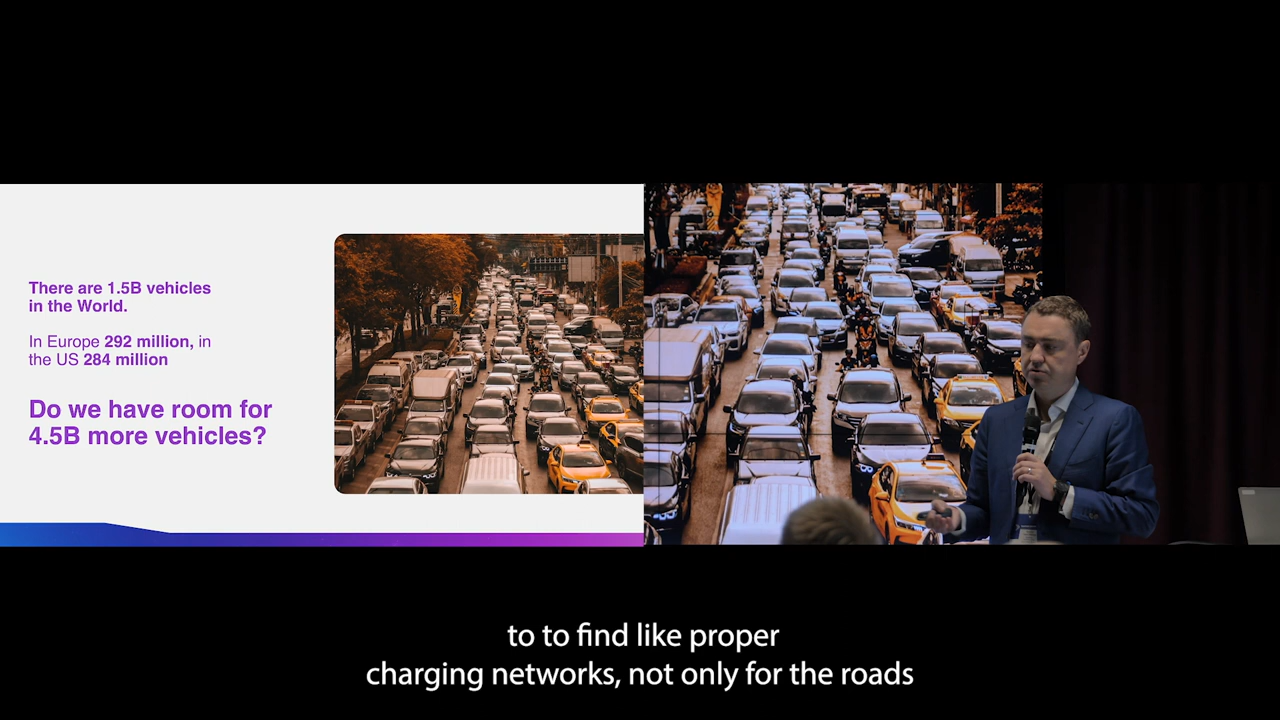 There are 1.5B vehicles
in the World.
In Europe 292 million, in
the US 284 million
Do we have room for
4.5B more vehicles?
to to find like proper
charging networks, not only for the roads